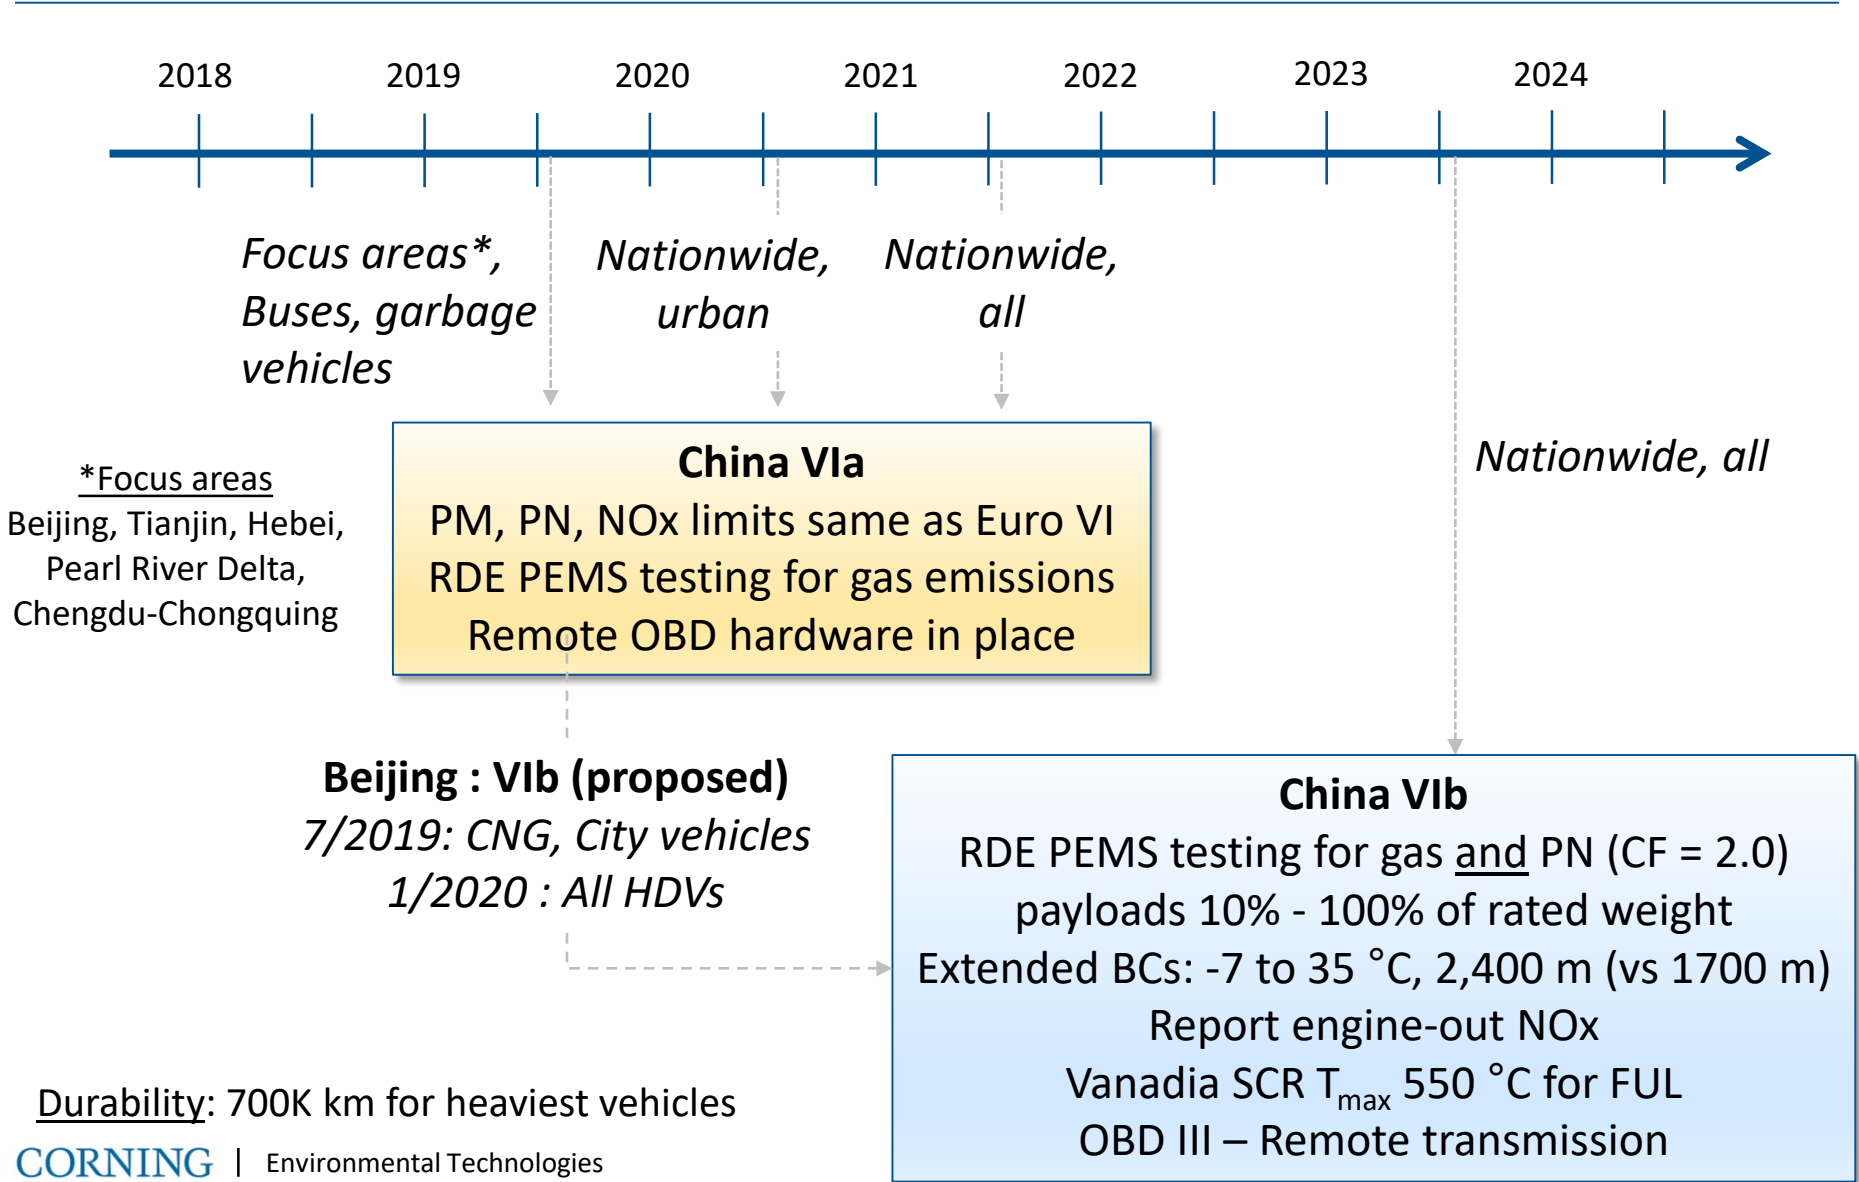 2018 2019 2020 2021 2022 2023 2024
Focus areas*,
Buses, garbage
vehicles
Nationwide,
urban
Nationwide,
all
Nationwide, all
*Focus areas
Beijing, Tianjin, Hebei,
Pearl River Delta,
Chengdu-Chongquing
China VIa
PM, PN, NOx limits same as Euro VI
RDE PEMS testing for gas emissions
Remote OBD hardware in place
Beijing : VIb (proposed)
7/2019: CNG, City vehicles
1/2020 : All HDVs
China VIb
RDE PEMS testing for gas and PN (CF = 2.0)
payloads 10% - 100% of rated weight
Extended BCs: -7 to 35 °C, 2,400 m (vs 1700 m)
Report engine-out NOx
Vanadia SCR Tmax 550 °C for FUL
OBD III – Remote transmission
Durability: 700K km for heaviest vehicles
CORNING | Environmental Technologies